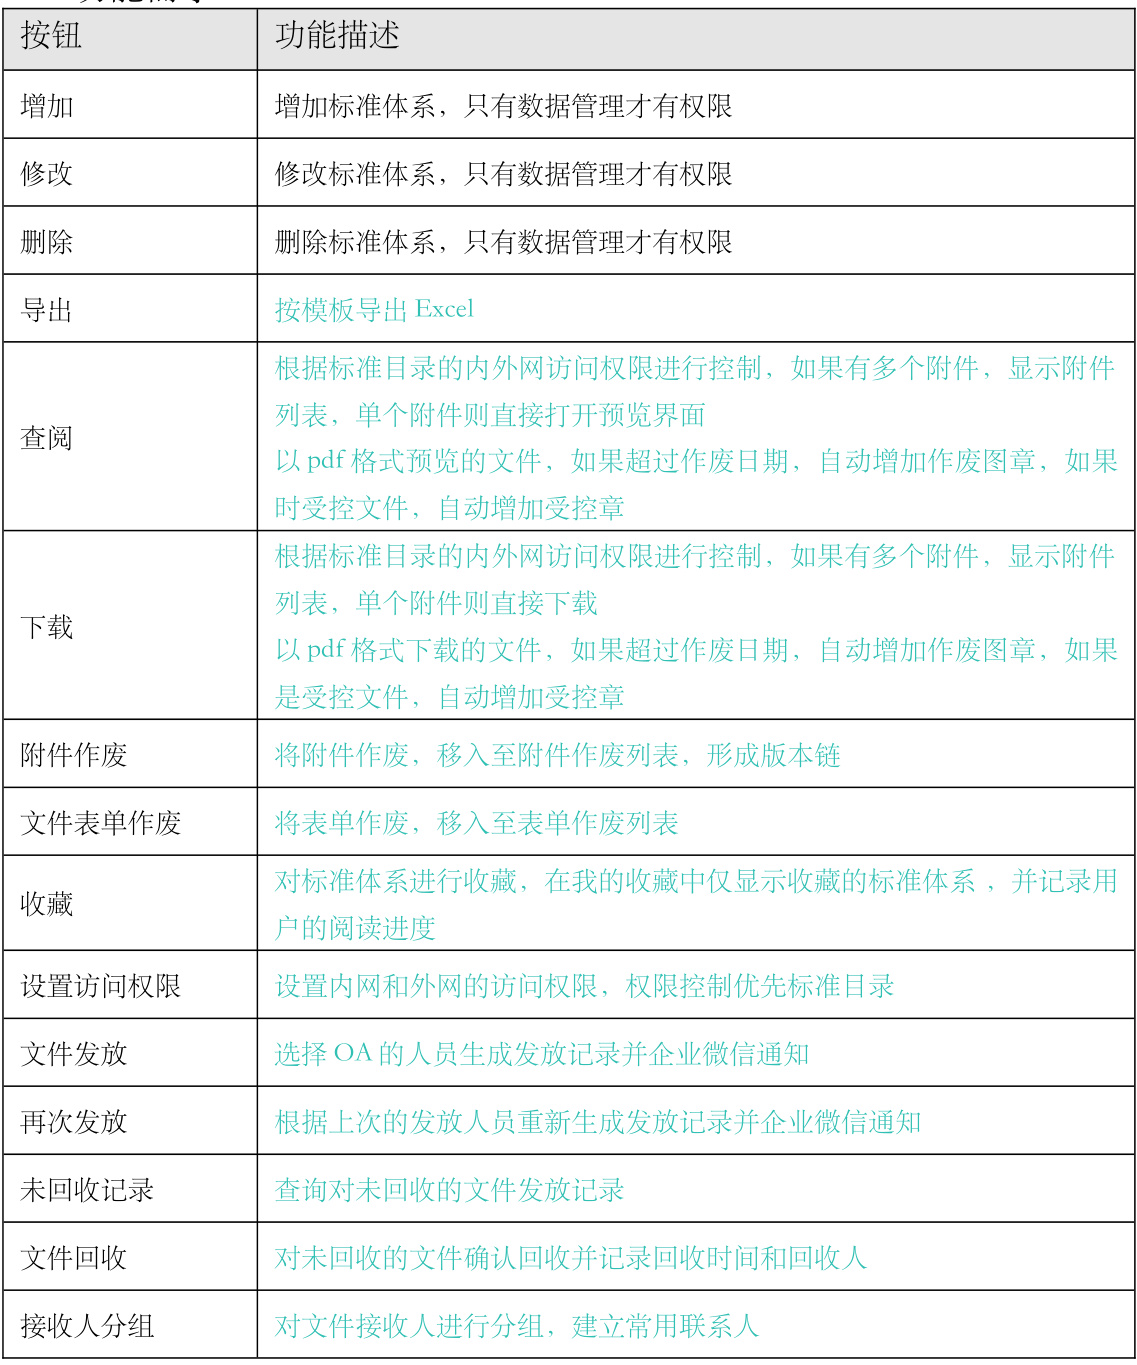 按钮
功能描述
增加
增加标准体系，只有数据管理才有权限
修改
修改标准体系，只有数据管理才有权限
删除
删除标准体系，只有数据管理才有权限
导出
按模板导出 Excel
查阅
根据标准目录的内外网访问权限进行控制，如果有多个附件，显示附件
列表，单个附件则直接打开预览界面
以 pdf 格式预览的文件，如果超过作废日期，自动增加作废图章，如果
时受控文件，自动增加受控章
下载
根据标准目录的内外网访问权限进行控制，如果有多个附件，显示附件
列表，单个附件则直接下载
以 pdf 格式下载的文件，如果超过作废日期，自动增加作废图章，如果
是受控文件，自动增加受控章
附件作废
将附件作废，移入至附件作废列表，形成版本链
文件表单作废
将表单作废，移入至表单作废列表
收藏
对标准体系进行收藏，在我的收藏中仅显示收藏的标准体系 ，并记录用
户的阅读进度
设置访问权限
设置内网和外网的访问权限，权限控制优先标准目录
文件发放
选择 OA 的人员生成发放记录并企业微信通知
再次发放
根据上次的发放人员重新生成发放记录并企业微信通知
未回收记录
查询对未回收的文件发放记录
文件回收
对未回收的文件确认回收并记录回收时间和回收人
接收人分组
对文件接收人进行分组，建立常用联系人